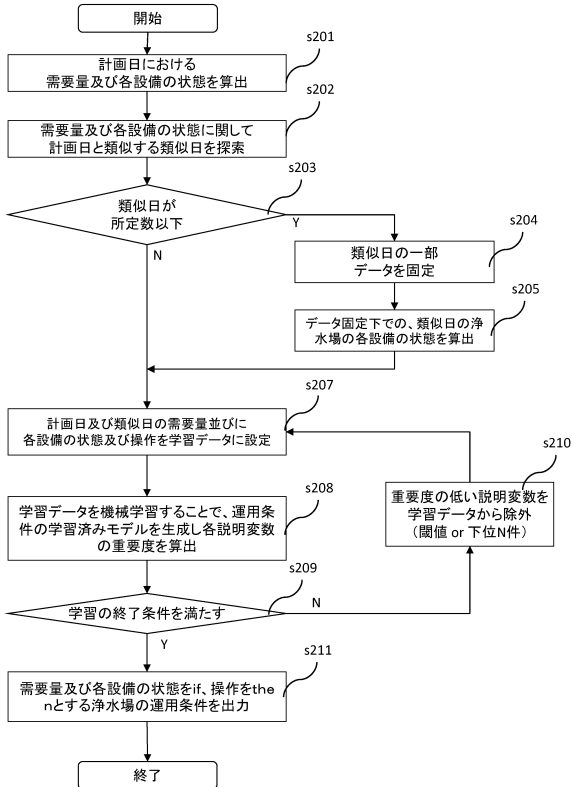 開始
s201
計画日における
需要量及び各設備の状態を算出
s202
需要量及び各設備の状態に関して
計画日と類似する類似日を探索
s203
類似日が
所定数以下
Y
N
s204
類似日の一部
データを固定
s205
データ固定下での、類似日の浄
水場の各設備の状態を算出
s207
計画日及び類似日の需要量並びに
各設備の状態及び操作を学習データに設定
s210
重要度の低い説明変数を
学習データから除外
（閾値 or 下位N件）
s208
学習データを機械学習することで、運用条
件の学習済みモデルを生成し各説明変数
の重要度を算出
s209
学習の終了条件を満たす
N
Y
s211
需要量及び各設備の状態をif、操作をthe
nとする浄水場の運用条件を出力
終了